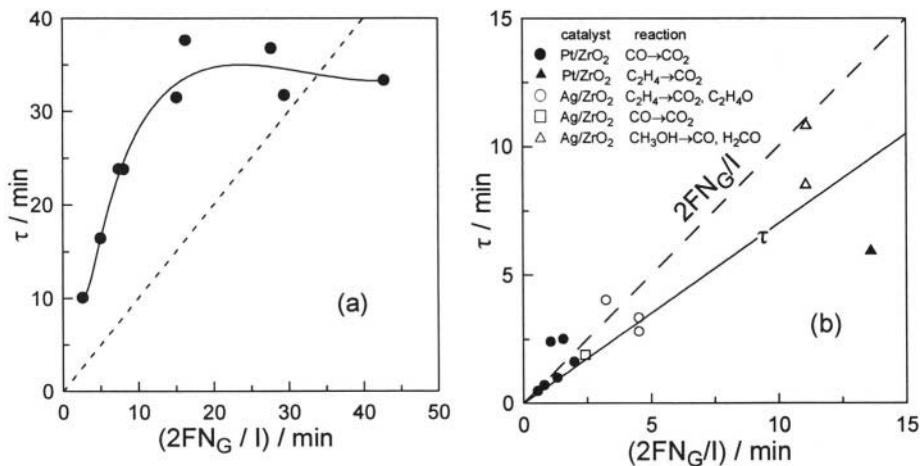 (a)
40
30
20
10
0
τ / min
0 10 20 30 40 50
(2FN_G / I) / min
15
10
5
0
τ / min
catalyst reaction
● Pt/ZrO₂ CO→CO₂
▲ Pt/ZrO₂ C₂H₄→CO₂
○ Ag/ZrO₂ C₂H₄→CO₂, C₂H₄O
□ Ag/ZrO₂ CO→CO₂
△ Ag/ZrO₂ CH₃OH→CO, H₂CO
2FN_G/I
τ
(b)
0 5 10 15
(2FN_G/I) / min